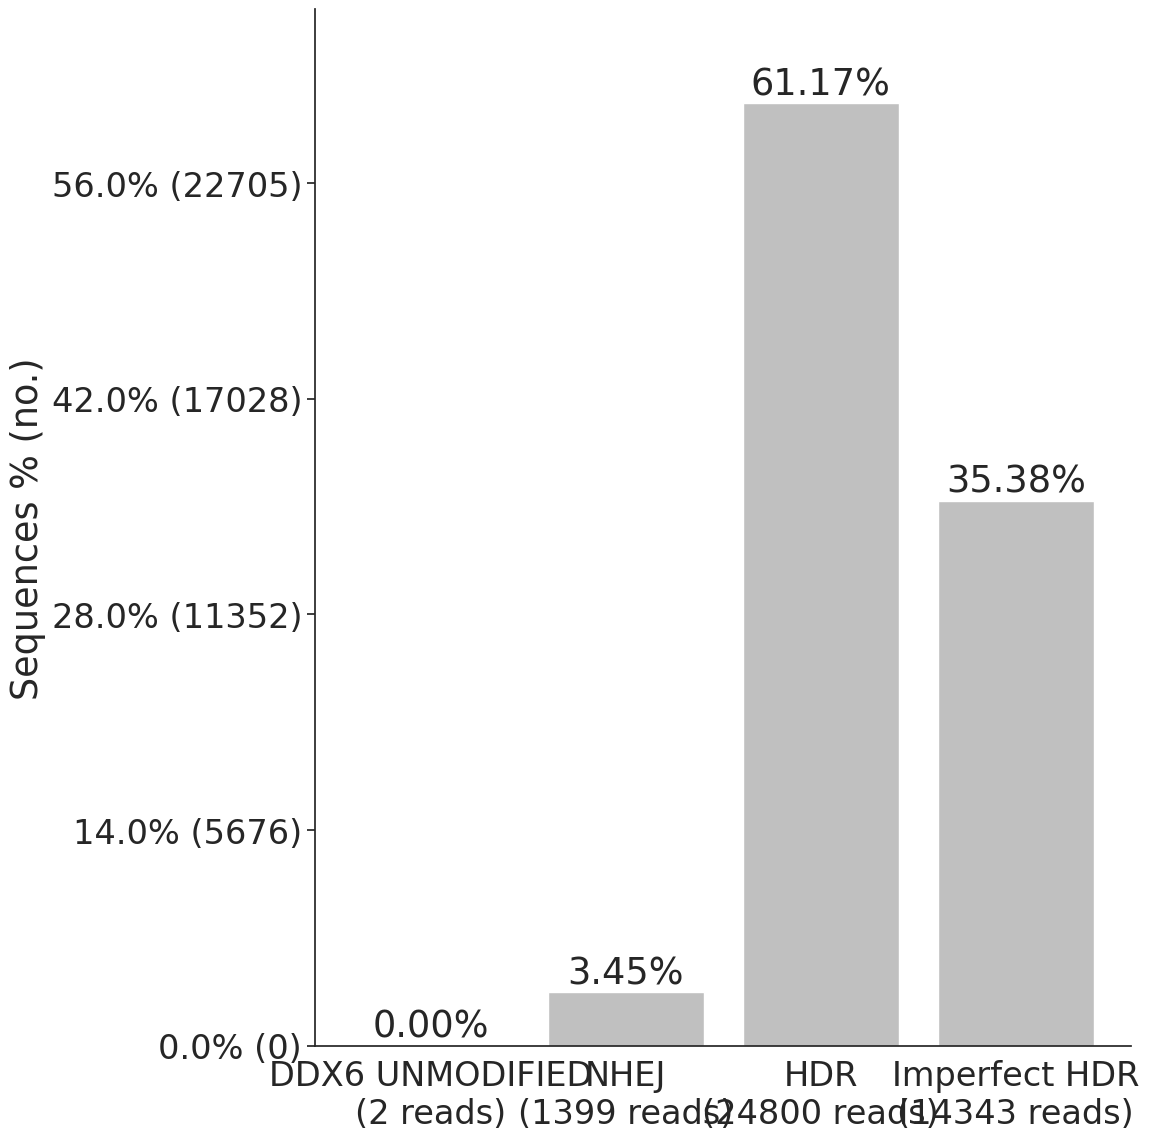 61.17%
56.0% (22705)
42.0% (17028)
35.38%
28.0% (11352)
14.0% (5676)
3.45%
0.00%
0.0% (0)
Sequences % (no.)
DDX6 UNMODIFIED
(2 reads)
NHEJ
(1399 reads)
HDR
(24800 reads)
Imperfect HDR
(14343 reads)